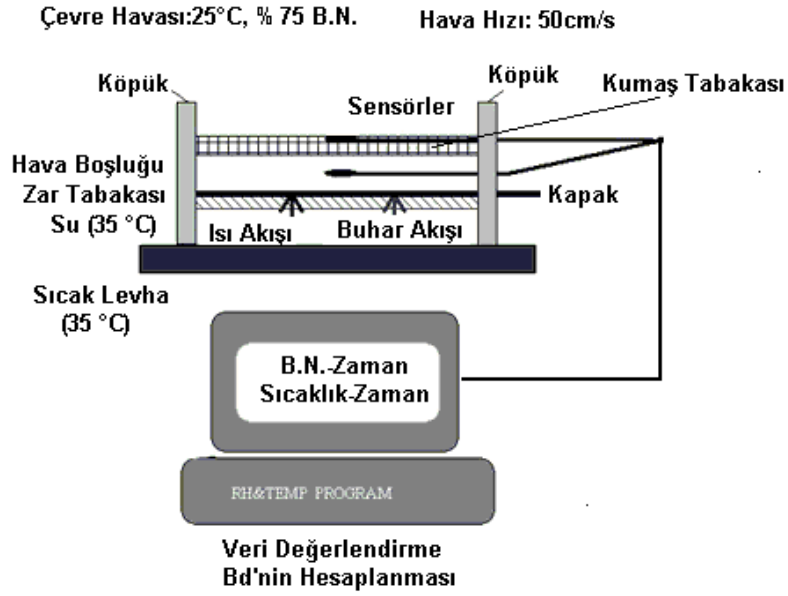 Çevre Havası:25°C, % 75 B.N.
Hava Hızı: 50cm/s
Köpük
Köpük
Kumaş Tabakası
Sensörler
Hava Boşluğu
Zar Tabakası
Su (35 °C)
Kapak
Isı Akışı
Buhar Akışı
Sıcak Levha
(35 °C)
B.N.-Zaman
Sıcaklık-Zaman
RH&TEMP PROGRAM
Veri Değerlendirme
Bd'nin Hesaplanması